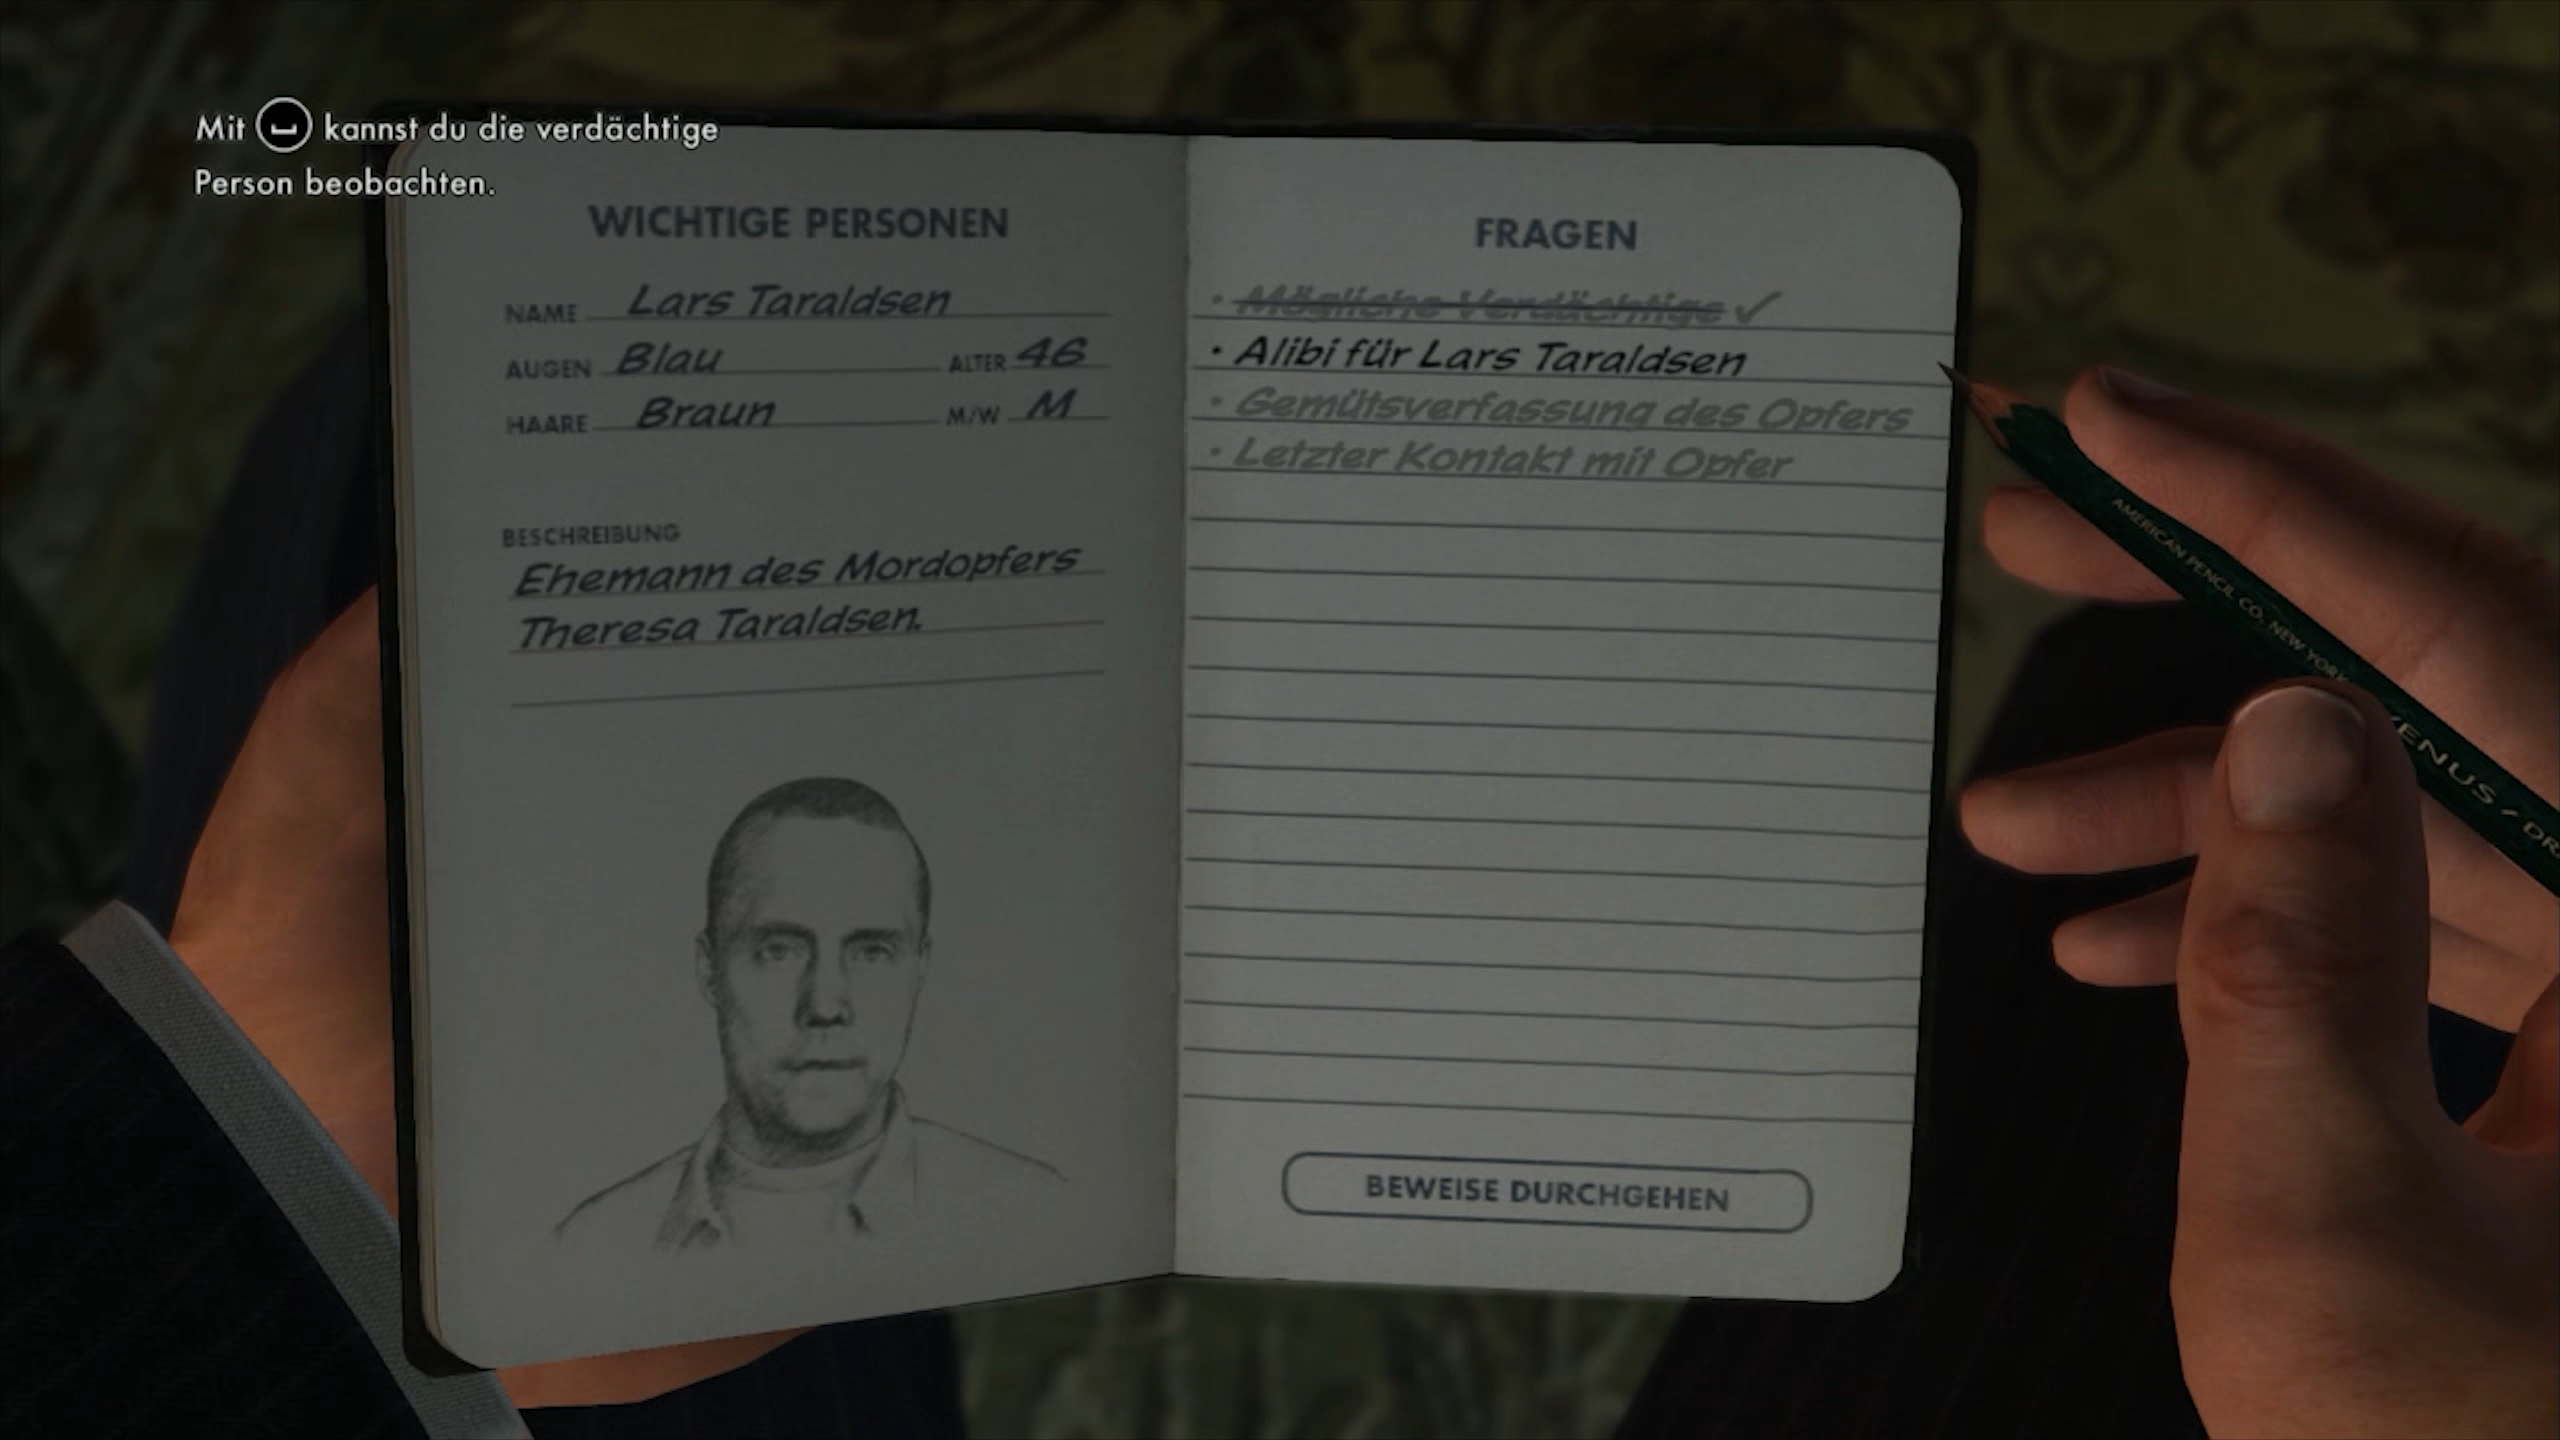 Mit kannst du die verdächtige
Person beobachten.
WICHTIGE PERSONEN
NAME Lars Taraldsen
AUGEN Blau ALTER 46
HAARE Braun M/W M
BESCHREIBUNG
Ehemann des Mordopfers
Theresa Taraldsen.
FRAGEN
• Mögliche Verdächtige ✓
• Alibi für Lars Taraldsen
• Gemütsverfassung des Opfers
• Letzter Kontakt mit Opfer
BEWEISE DURCHGEHEN
AMERICAN PENCIL CO. NEW YORK
VENUS / DRA